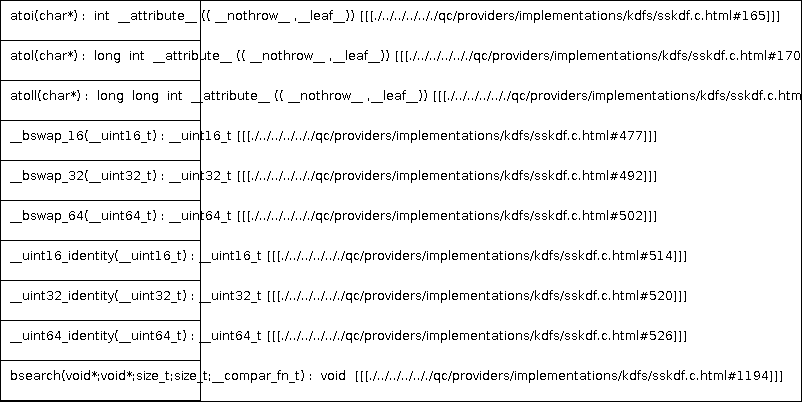 atoi(char*) : int __attribute__ (( __nothrow__ ,__leaf__)) [[[./../../../../qc/providers/implementations/kdfs/sskdf.c.html#165]]]
atol(char*) : long int __attribute__ (( __nothrow__ ,__leaf__)) [[[./../../../../qc/providers/implementations/kdfs/sskdf.c.html#170
atoll(char*) : long long int __attribute__ (( __nothrow__ ,__leaf__)) [[[./../../../../qc/providers/implementations/kdfs/sskdf.c.htm
__bswap_16(__uint16_t) : __uint16_t [[[./../../../../qc/providers/implementations/kdfs/sskdf.c.html#477]]]
__bswap_32(__uint32_t) : __uint32_t [[[./../../../../qc/providers/implementations/kdfs/sskdf.c.html#492]]]
__bswap_64(__uint64_t) : __uint64_t [[[./../../../../qc/providers/implementations/kdfs/sskdf.c.html#502]]]
__uint16_identity(__uint16_t) : __uint16_t [[[./../../../../qc/providers/implementations/kdfs/sskdf.c.html#514]]]
__uint32_identity(__uint32_t) : __uint32_t [[[./../../../../qc/providers/implementations/kdfs/sskdf.c.html#520]]]
__uint64_identity(__uint64_t) : __uint64_t [[[./../../../../qc/providers/implementations/kdfs/sskdf.c.html#526]]]
bsearch(void*;void*;size_t;size_t;__compar_fn_t) : void [[[./../../../../qc/providers/implementations/kdfs/sskdf.c.html#1194]]]